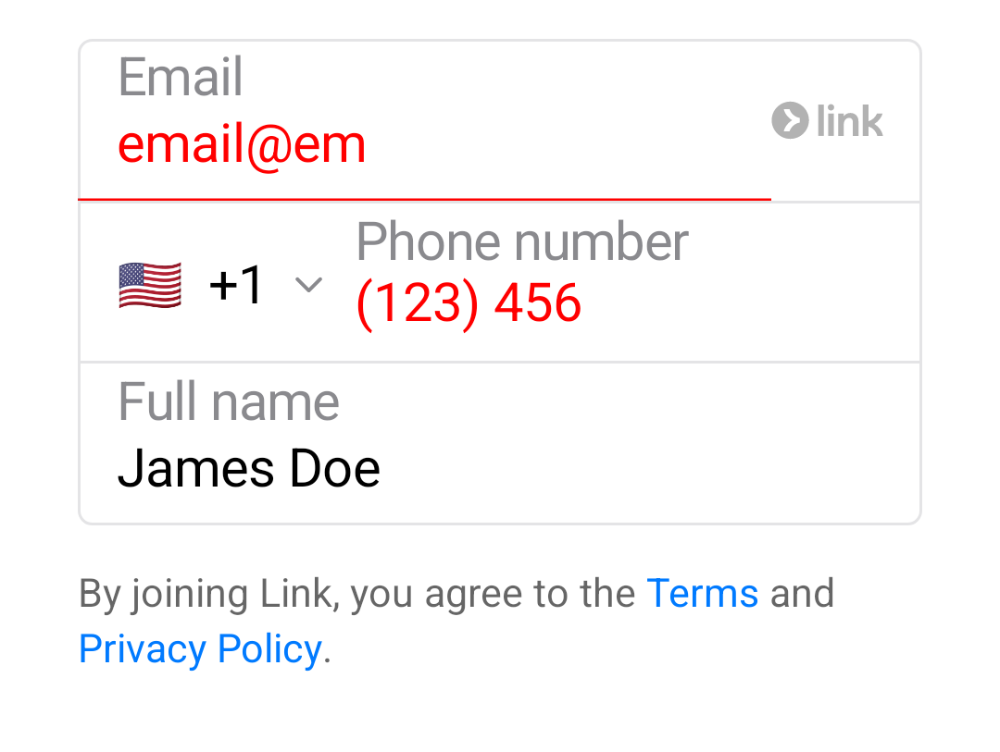 Email
link
email@em
Phone number
+1
(123) 456
Full name
James Doe
By joining Link, you agree to the Terms and
Privacy Policy.